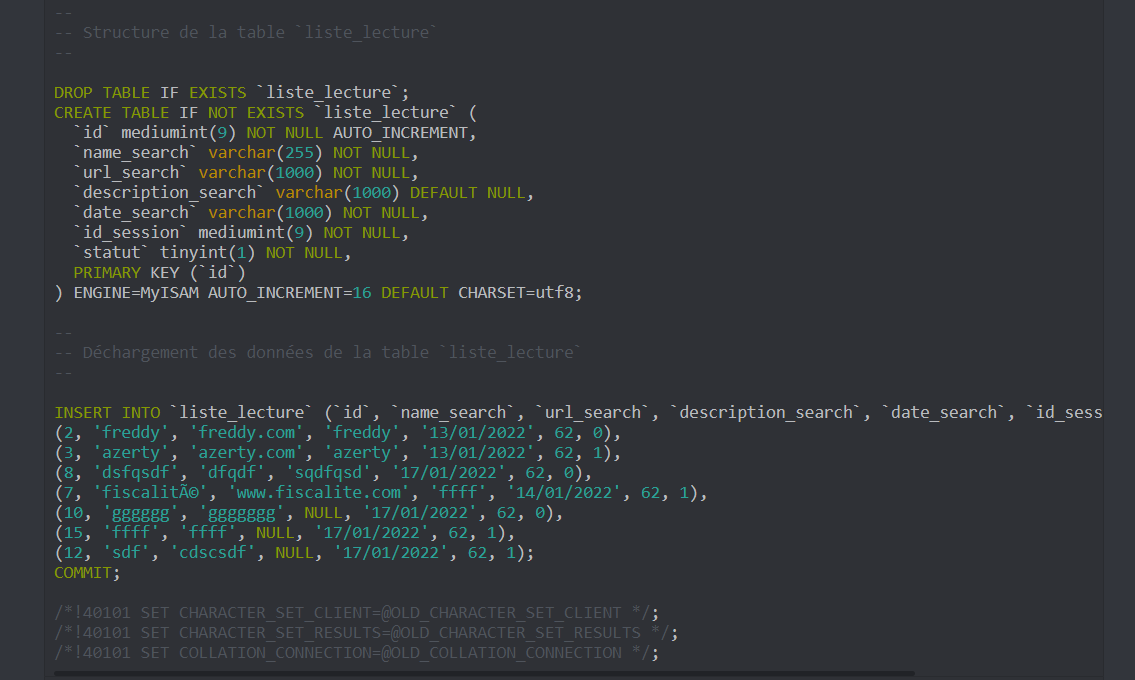 --
-- Structure de la table `liste_lecture`
--
DROP TABLE IF EXISTS `liste_lecture`;
CREATE TABLE IF NOT EXISTS `liste_lecture` (
  `id` mediumint(9) NOT NULL AUTO_INCREMENT,
  `name_search` varchar(255) NOT NULL,
  `url_search` varchar(1000) NOT NULL,
  `description_search` varchar(1000) DEFAULT NULL,
  `date_search` varchar(1000) NOT NULL,
  `id_session` mediumint(9) NOT NULL,
  `statut` tinyint(1) NOT NULL,
  PRIMARY KEY (`id`)
) ENGINE=MyISAM AUTO_INCREMENT=16 DEFAULT CHARSET=utf8;
--
-- Déchargement des données de la table `liste_lecture`
--
INSERT INTO `liste_lecture` (`id`, `name_search`, `url_search`, `description_search`, `date_search`, `id_sess
(2, 'freddy', 'freddy.com', 'freddy', '13/01/2022', 62, 0),
(3, 'azerty', 'azerty.com', 'azerty', '13/01/2022', 62, 1),
(8, 'dsfqsdf', 'dfqdf', 'sqdfqsd', '17/01/2022', 62, 0),
(7, 'fiscalitÃ©', 'www.fiscalite.com', 'ffff', '14/01/2022', 62, 1),
(10, 'gggggg', 'ggggggg', NULL, '17/01/2022', 62, 0),
(15, 'ffff', 'ffff', NULL, '17/01/2022', 62, 1),
(12, 'sdf', 'cdscsdf', NULL, '17/01/2022', 62, 1);
COMMIT;
/*!40101 SET CHARACTER_SET_CLIENT=@OLD_CHARACTER_SET_CLIENT */;
/*!40101 SET CHARACTER_SET_RESULTS=@OLD_CHARACTER_SET_RESULTS */;
/*!40101 SET COLLATION_CONNECTION=@OLD_COLLATION_CONNECTION */;